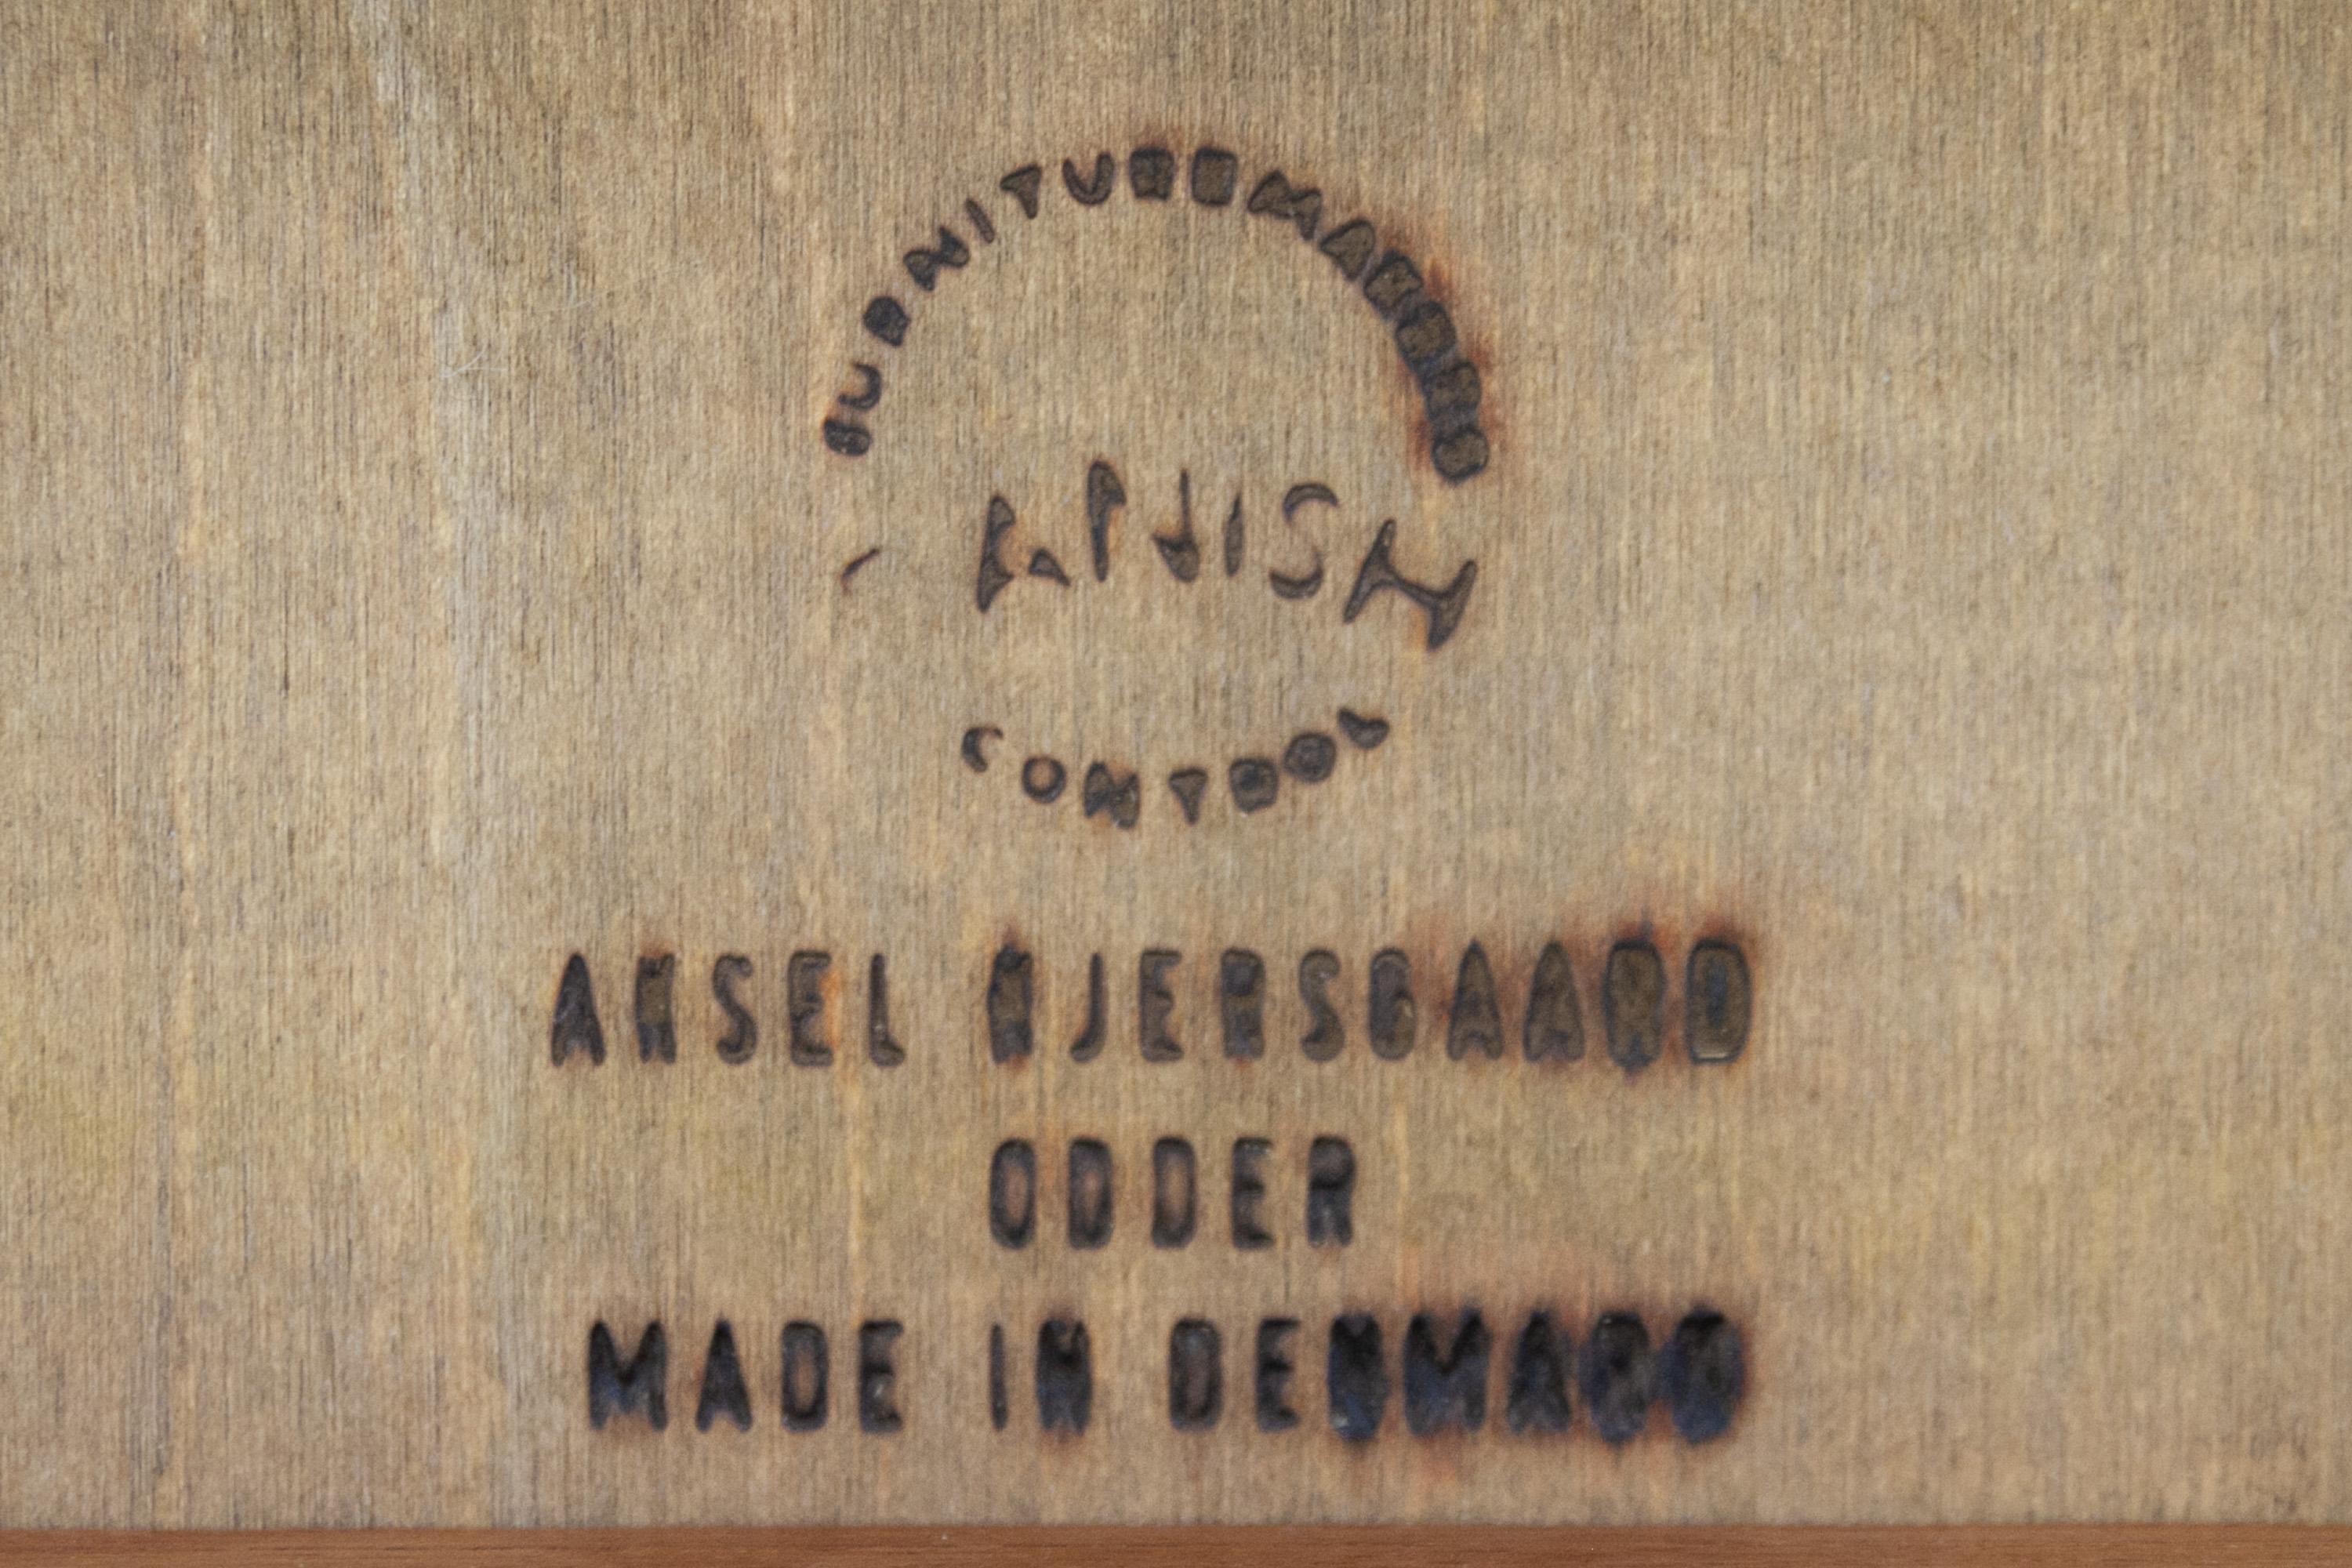 FURNITUREMAKERS
DANISH
CONTROL
AKSEL KJERSGAARD
ODDER
MADE IN DENMARK